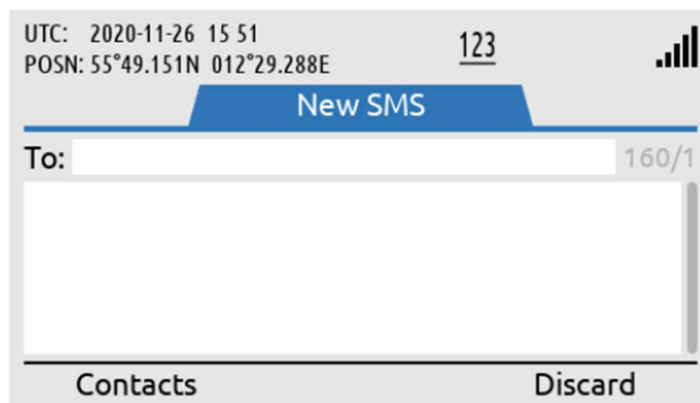 UTC: 2020-11-26 15 51
123
POSN: 55°49.151N 012°29.288E
New SMS
To:
160/1
Contacts
Discard